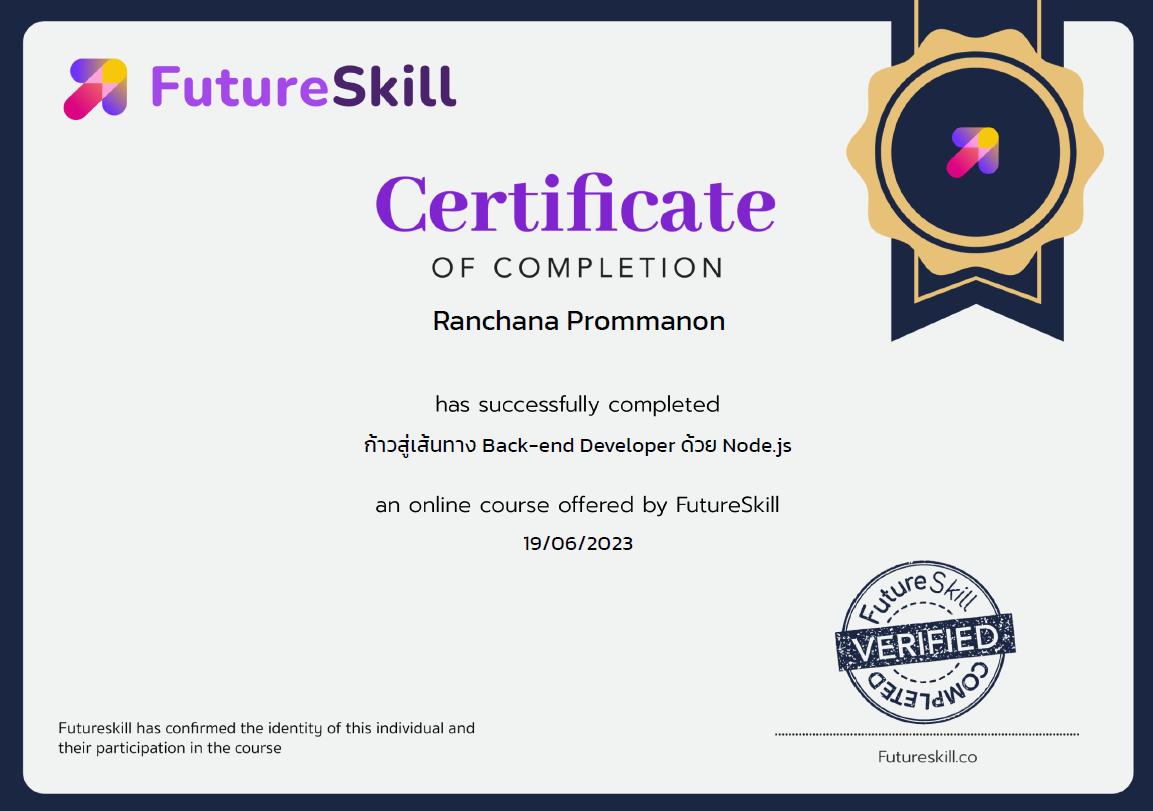 FutureSkill
Certificate
OF COMPLETION
Ranchana Prommanon
has successfully completed
ก้าวสู่เส้นทาง Back-end Developer ด้วย Node.js
an online course offered by FutureSkill
19/06/2023
FutureSkill
VERIFIED
COMPLETED
Futureskill has confirmed the identity of this individual and
their participation in the course
Futureskill.co